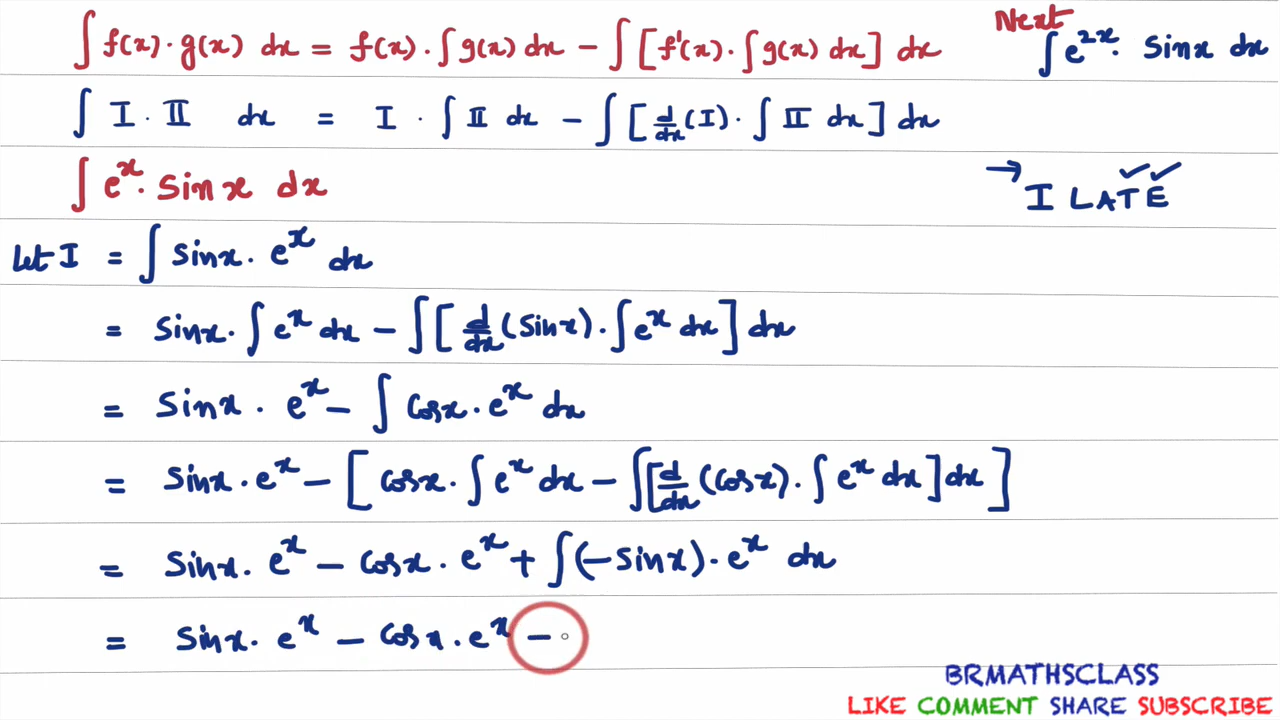 ∫ f(x)·g(x) dx = f(x)·∫g(x) dx − ∫[f'(x)·∫g(x) dx] dx
Next
∫e^2x· Sinx dx
∫ I · II dx = I · ∫ II dx − ∫[d/dx(I)·∫ II dx] dx
∫ e^x· Sinx dx
→ I LATE
let I = ∫ Sinx· e^x dx
= Sinx·∫e^x dx − ∫[d/dx(Sinx)·∫e^x dx] dx
= Sinx · e^x − ∫ Cosx·e^x dx
= Sinx·e^x − [Cosx·∫e^x dx − ∫[d/dx(Cosx)·∫e^x dx]dx]
= Sinx· e^x − Cosx· e^x + ∫(−Sinx)·e^x dx
= Sinx· e^x − Cosx·e^x −
BRMATHSCLASS
LIKE COMMENT SHARE SUBSCRIBE